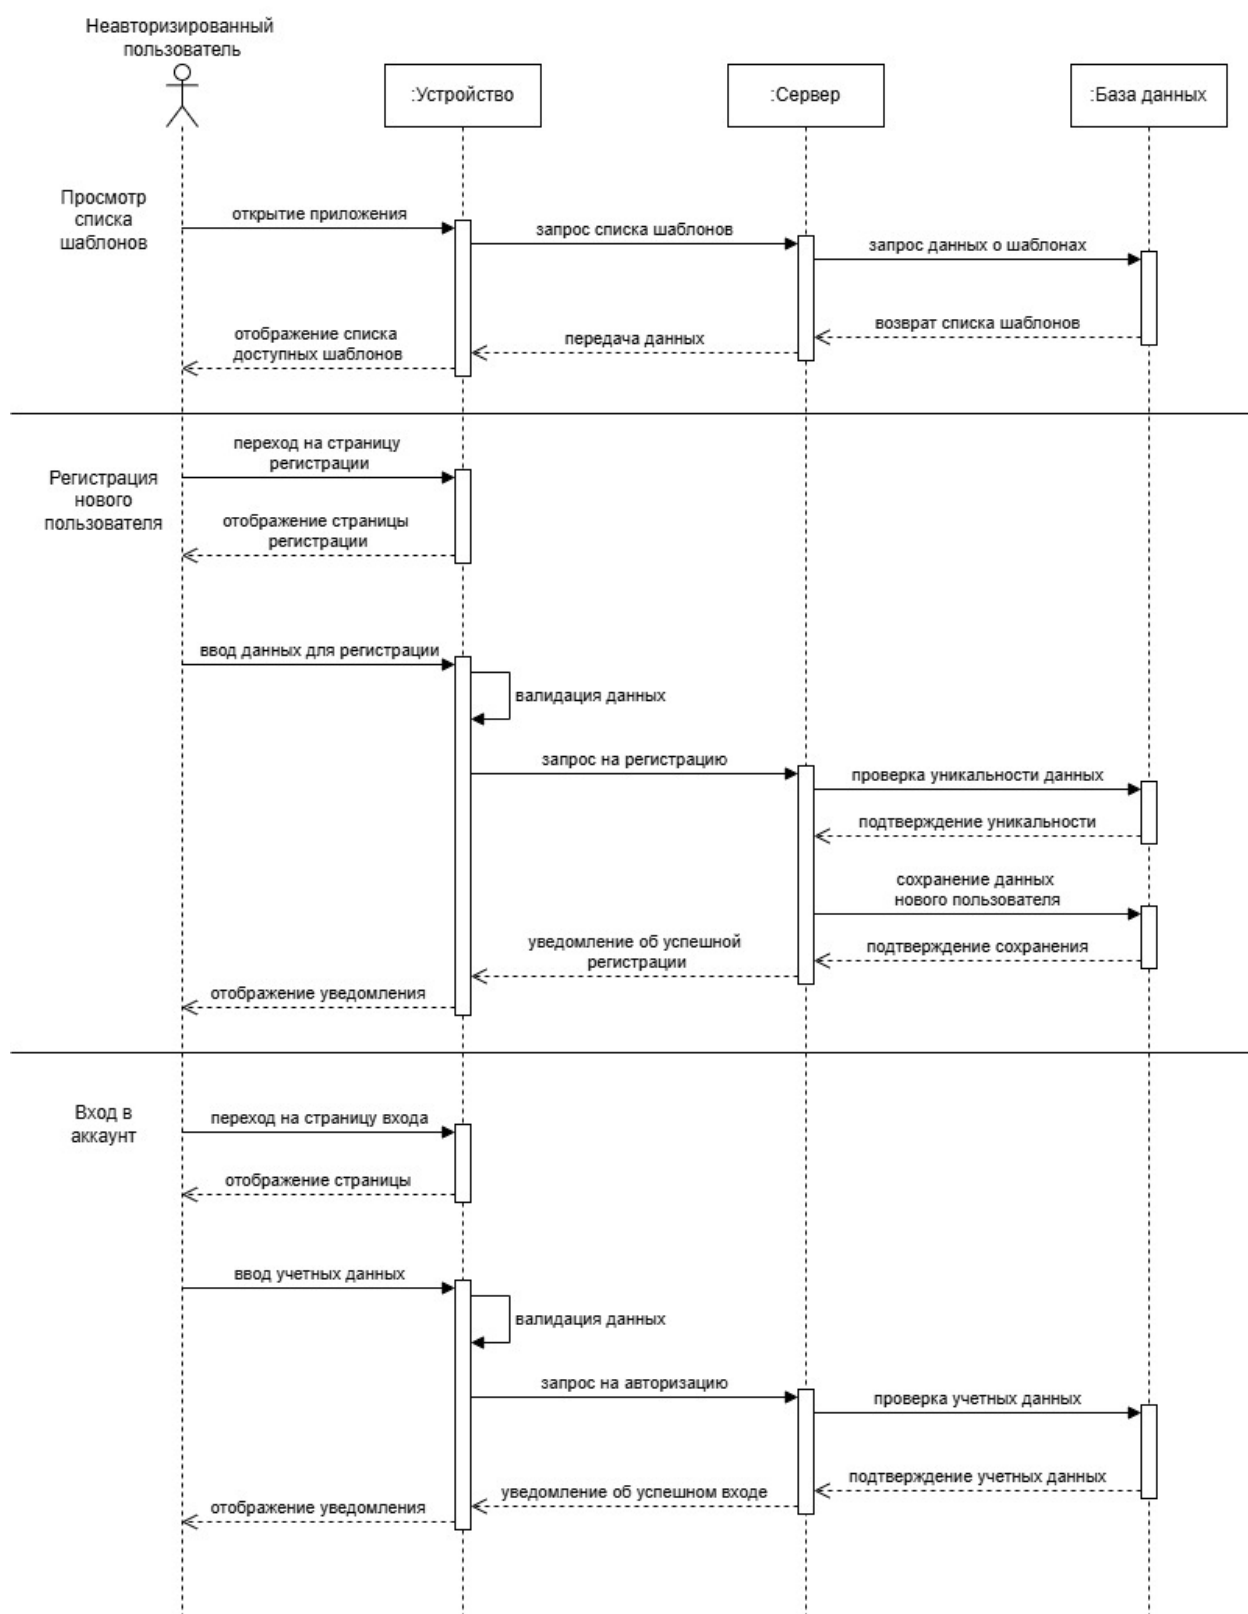 Неавторизированный
пользователь
:Устройство
:Сервер
:База данных
Просмотр
списка
шаблонов
открытие приложения
запрос списка шаблонов
запрос данных о шаблонах
возврат списка шаблонов
передача данных
отображение списка
доступных шаблонов
Регистрация
нового
пользователя
переход на страницу
регистрации
отображение страницы
регистрации
ввод данных для регистрации
валидация данных
запрос на регистрацию
проверка уникальности данных
подтверждение уникальности
сохранение данных
нового пользователя
подтверждение сохранения
уведомление об успешной
регистрации
отображение уведомления
Вход в
аккаунт
переход на страницу входа
отображение страницы
ввод учетных данных
валидация данных
запрос на авторизацию
проверка учетных данных
подтверждение учетных данных
уведомление об успешном входе
отображение уведомления